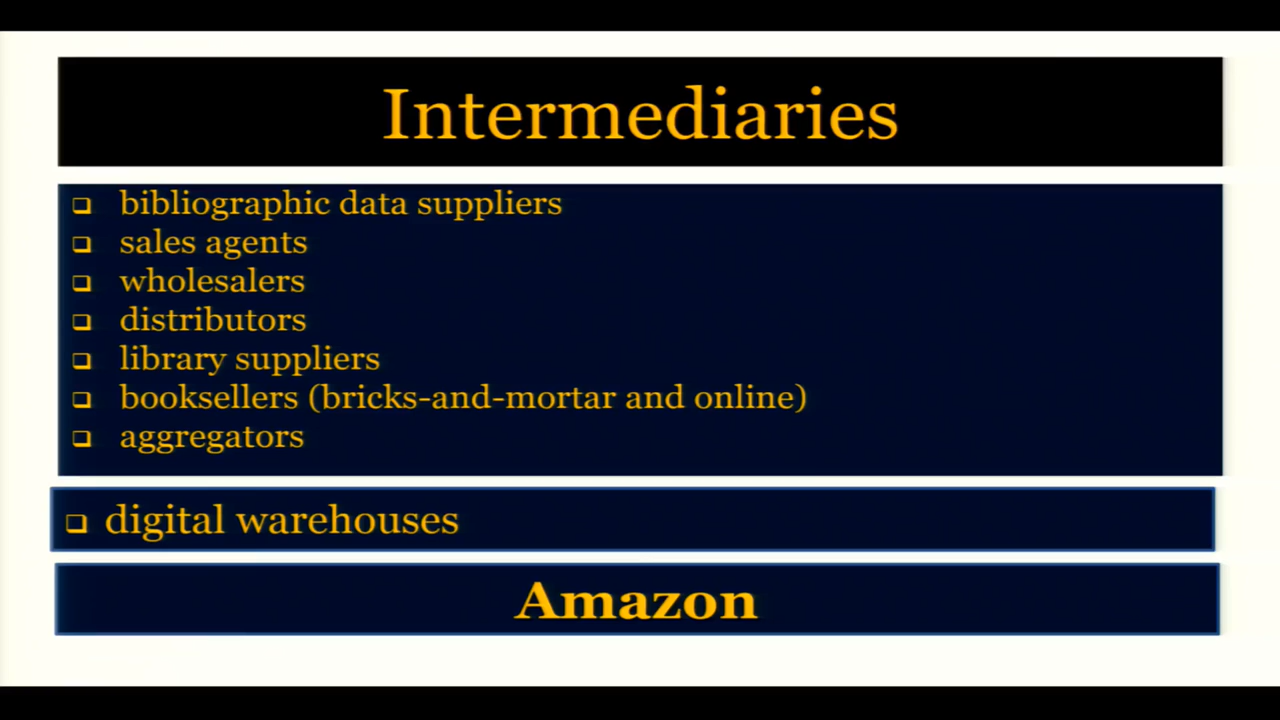 Intermediaries
❑ bibliographic data suppliers
❑ sales agents
❑ wholesalers
❑ distributors
❑ library suppliers
❑ booksellers (bricks-and-mortar and online)
❑ aggregators
❑ digital warehouses
Amazon